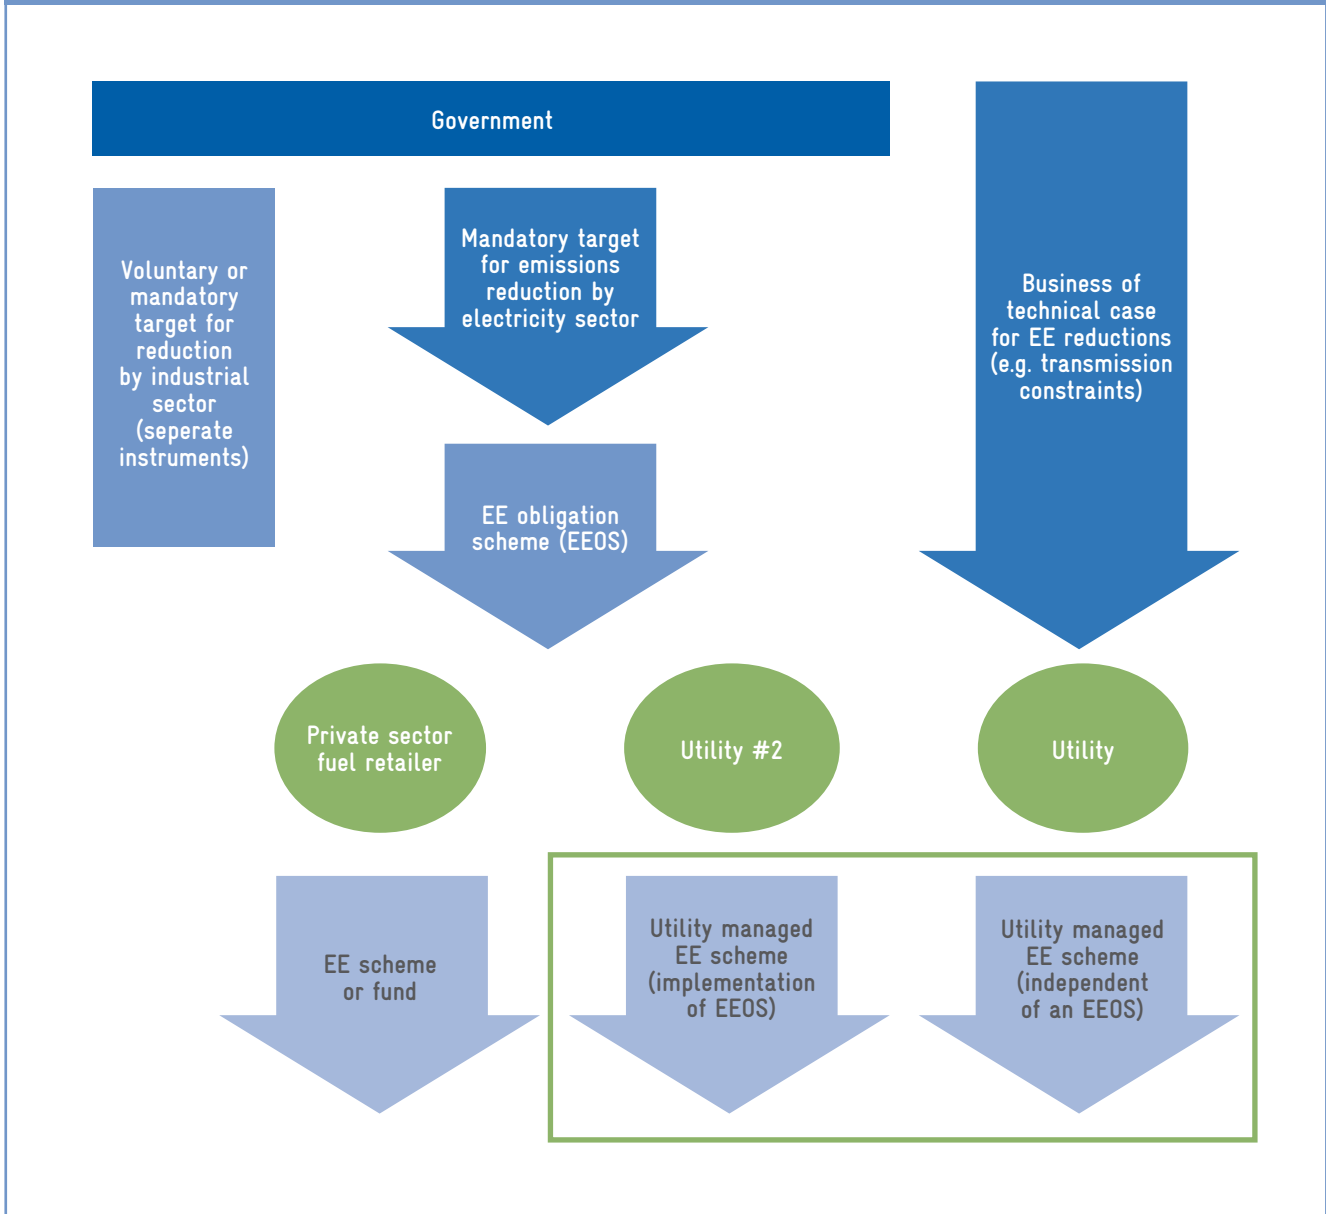 Government
Voluntary or
mandatory
target for
reduction
by industrial
sector
(seperate
instruments)
Mandatory target
for emissions
reduction by
electricity sector
Business of
technical case
for EE reductions
(e.g. transmission
constraints)
EE obligation
scheme (EEOS)
Private sector
fuel retailer
Utility #2
Utility
EE scheme
or fund
Utility managed
EE scheme
(implementation
of EEOS)
Utility managed
EE scheme
(independent
of an EEOS)